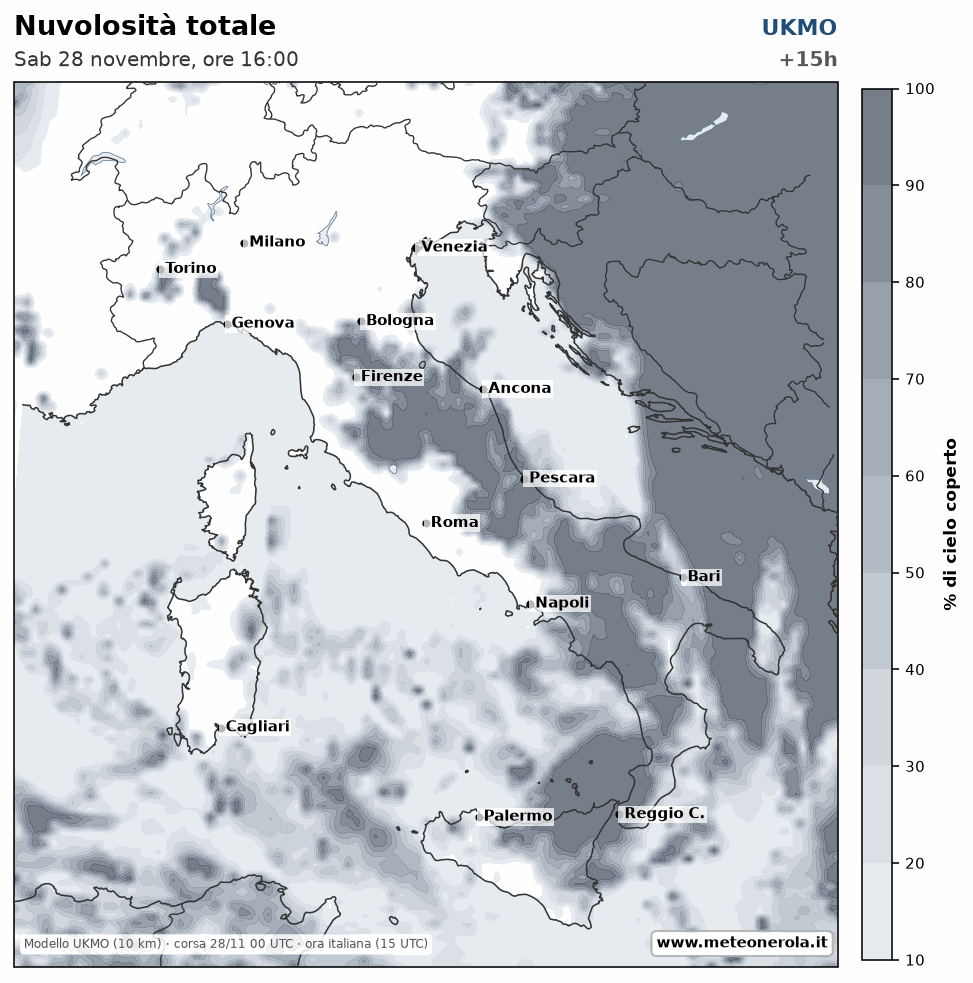 Nuvolosità totale
UKMO
Sab 28 novembre, ore 16:00
+15h
100
90
80
70
60
50
40
30
20
10
% di cielo coperto
Milano
Venezia
Torino
Genova
Bologna
Firenze
Ancona
Pescara
Roma
Bari
Napoli
Cagliari
Palermo
Reggio C.
Modello UKMO (10 km) · corsa 28/11 00 UTC · ora italiana (15 UTC)
www.meteonerola.it